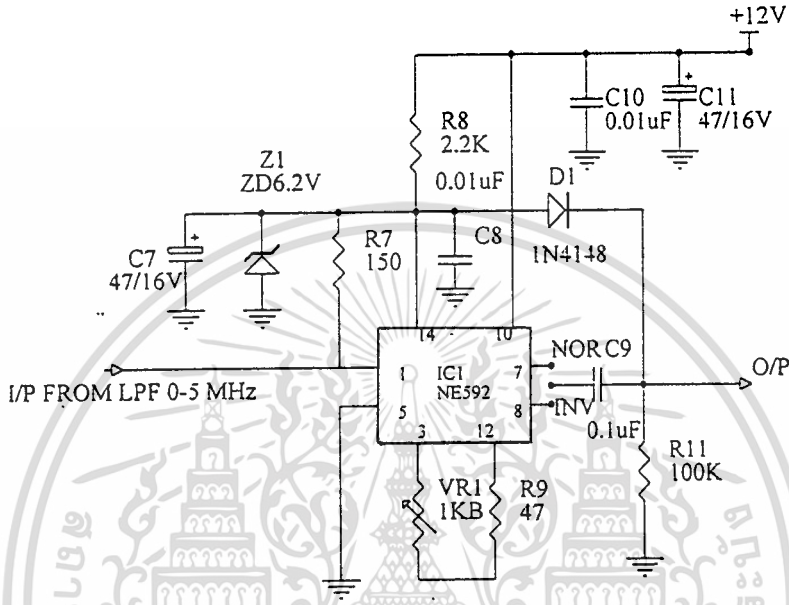 +12V
R8
2.2K
C10
0.01uF
+
C11
47/16V
Z1
ZD6.2V
0.01uF
D1
1N4148
+
C7
47/16V
R7
150
C8
14
10
I/P FROM LPF 0-5 MHz
1
IC1
NE592
7
NOR
C9
O/P
5
8
INV
0.1uF
3
12
VR1
1KB
R9
47
R11
100K